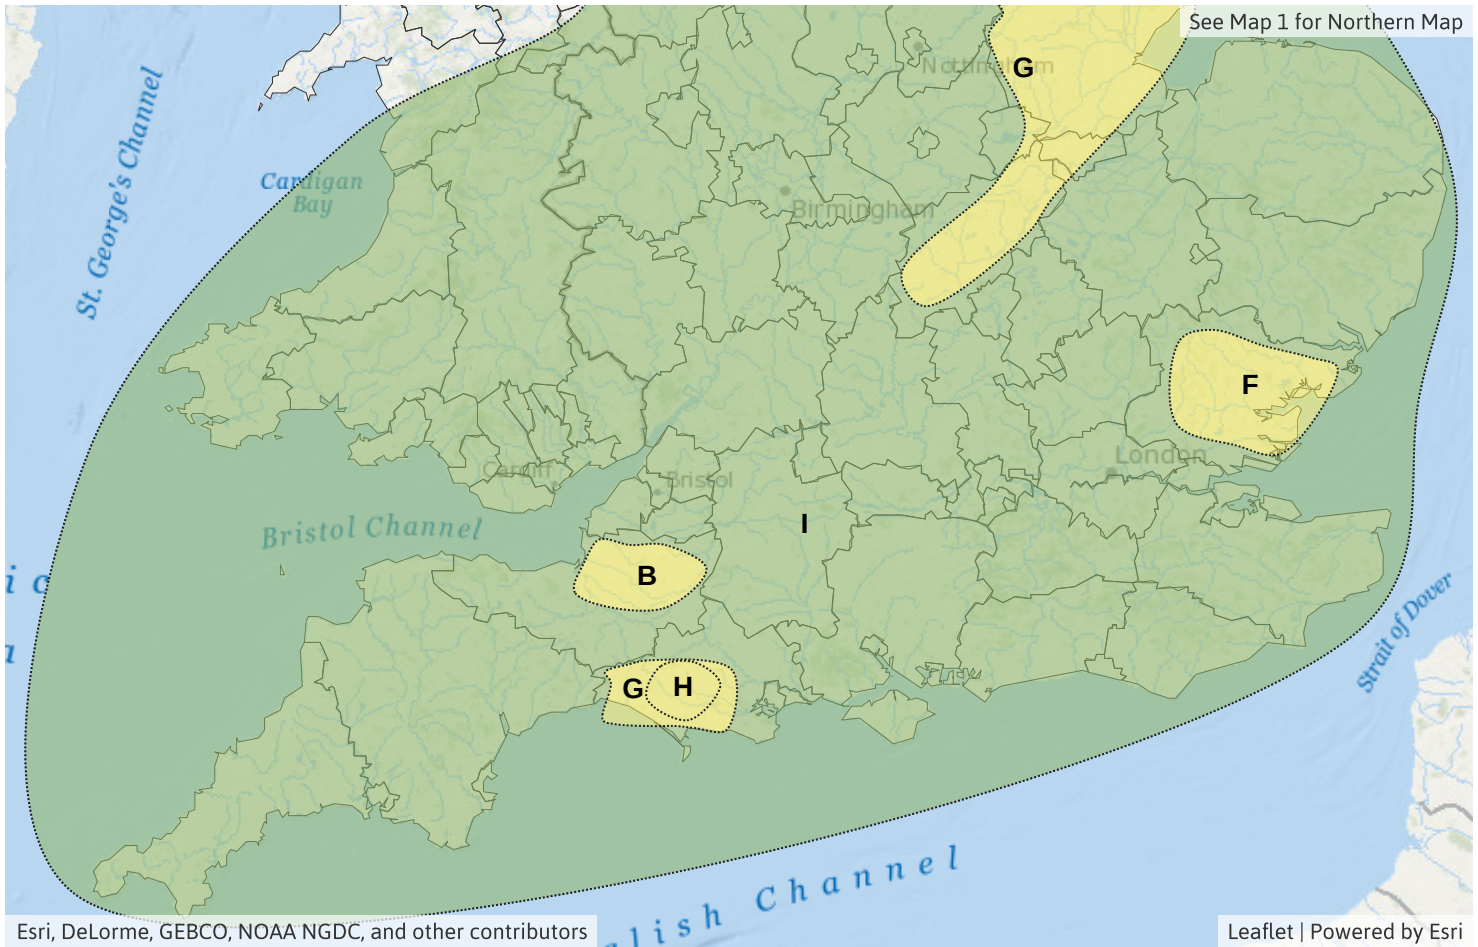 See Map 1 for Northern Map
G
Nottingham
St. George's Channel
Cardigan
Bay
Birmingham
F
London
Cardiff
Bristol
I
Bristol Channel
B
i c
a
Strait of Dover
G
H
lish Channel
Esri, DeLorme, GEBCO, NOAA NGDC, and other contributors
Leaflet | Powered by Esri